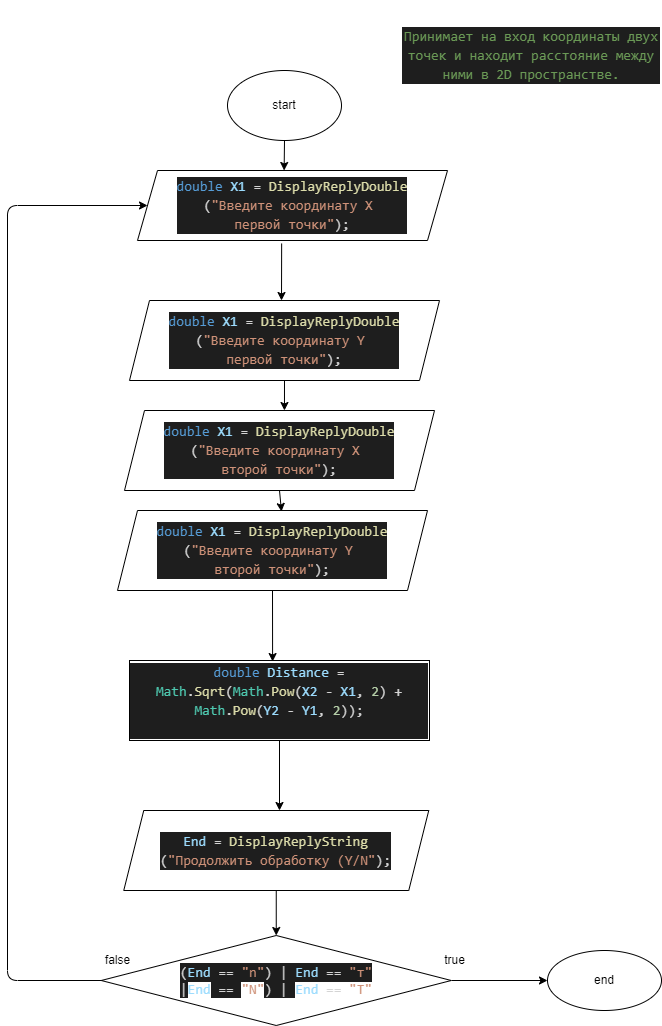 Принимает на вход координаты двух
точек и находит расстояние между
ними в 2D пространстве.
start
double X1 = DisplayReplyDouble
("Введите координату X
первой точки");
double X1 = DisplayReplyDouble
("Введите координату Y
первой точки");
double X1 = DisplayReplyDouble
("Введите координату X
второй точки");
double X1 = DisplayReplyDouble
("Введите координату Y
второй точки");
double Distance =
Math.Sqrt(Math.Pow(X2 - X1, 2) +
Math.Pow(Y2 - Y1, 2));
End = DisplayReplyString
("Продолжить обработку (Y/N");
false
true
(End == "n") | End == "т"
|End == "N") | End == "Т"
end